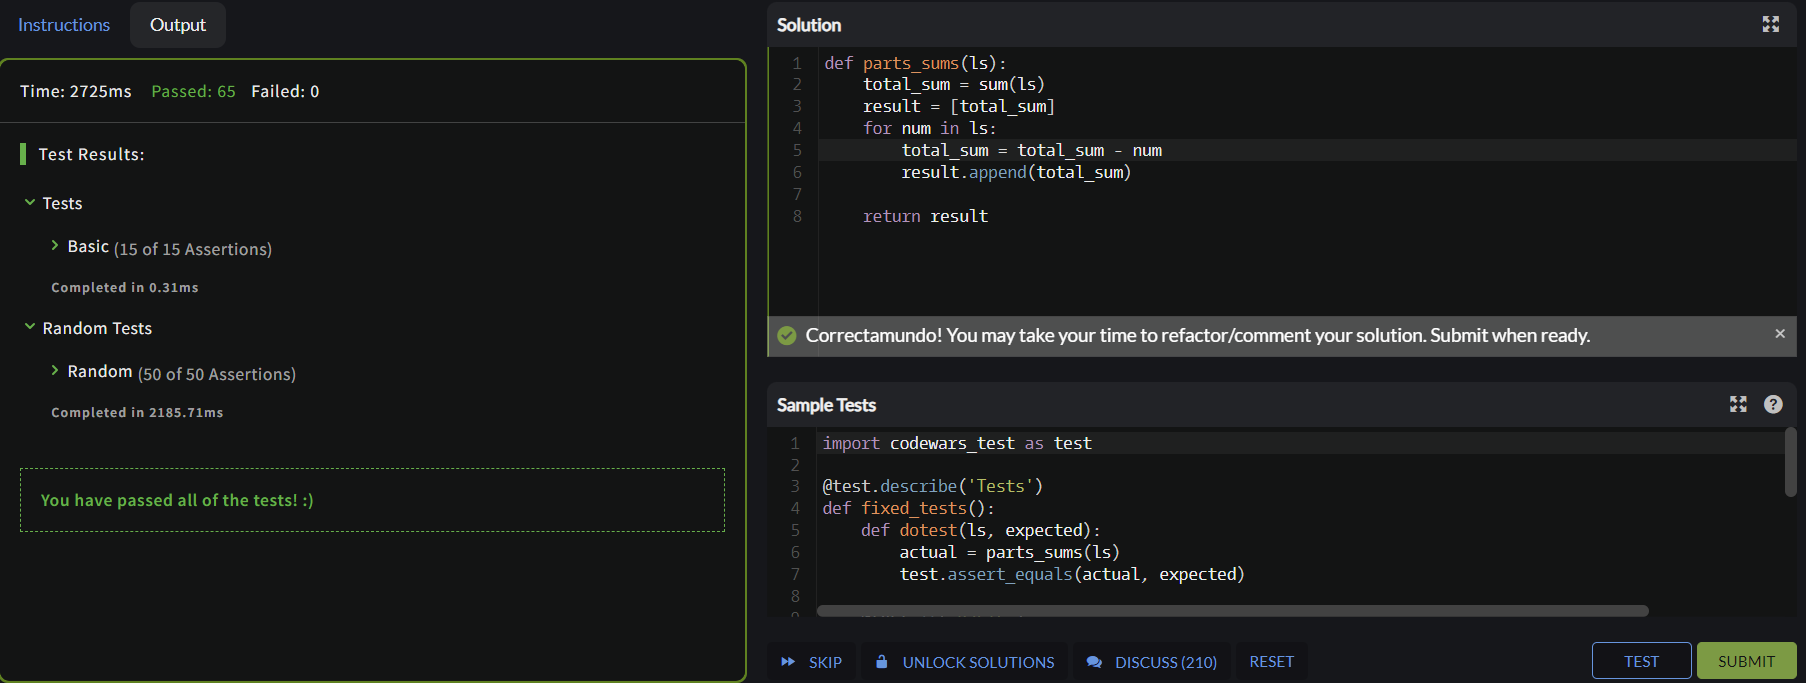 Instructions
Output
Time: 2725ms Passed: 65 Failed: 0
Test Results:
Tests
Basic (15 of 15 Assertions)
Completed in 0.31ms
Random Tests
Random (50 of 50 Assertions)
Completed in 2185.71ms
You have passed all of the tests! :)
Solution
1 def parts_sums(ls):
2     total_sum = sum(ls)
3     result = [total_sum]
4     for num in ls:
5         total_sum = total_sum - num
6         result.append(total_sum)
7
8     return result
Correctamundo! You may take your time to refactor/comment your solution. Submit when ready.
×
Sample Tests
?
1 import codewars_test as test
2
3 @test.describe('Tests')
4 def fixed_tests():
5     def dotest(ls, expected):
6         actual = parts_sums(ls)
7         test.assert_equals(actual, expected)
8
SKIP
UNLOCK SOLUTIONS
DISCUSS (210)
RESET
TEST
SUBMIT